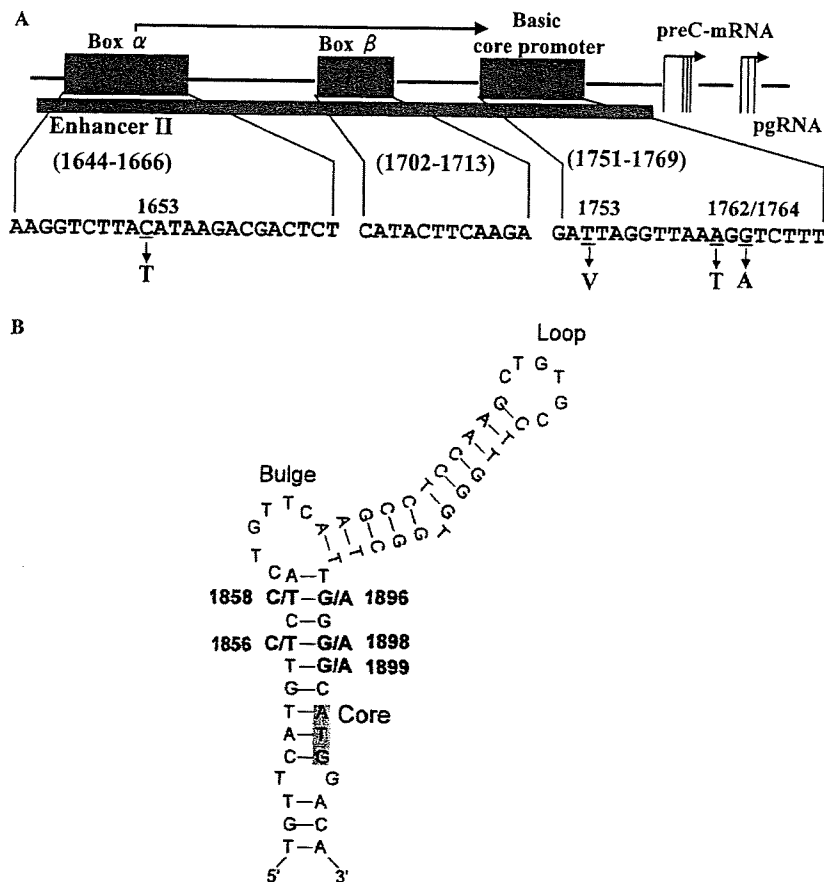 A
Box α
Box β
Basic
core promoter
preC-mRNA
pgRNA
Enhancer II
(1644-1666)
(1702-1713)
(1751-1769)
1653
1753
1762/1764
AAGGTCTTACATAAGACGACTCT CATACTTCAAGA GATTAGGTTAAAGGTCTTT
T
V
T A
B
Loop
T G
C T
G G
A C
A C
C T
C T
T G
C G
C G
G T
A G
A G
Bulge
T T
G C
T A
C
A–T
1858 C/T–G/A 1896
C–G
1856 C/T–G/A 1898
T–G/A 1899
G–C
T–A Core
A–T
C–G
T G
T–A
T–C
G–A
T–A
5' 3'